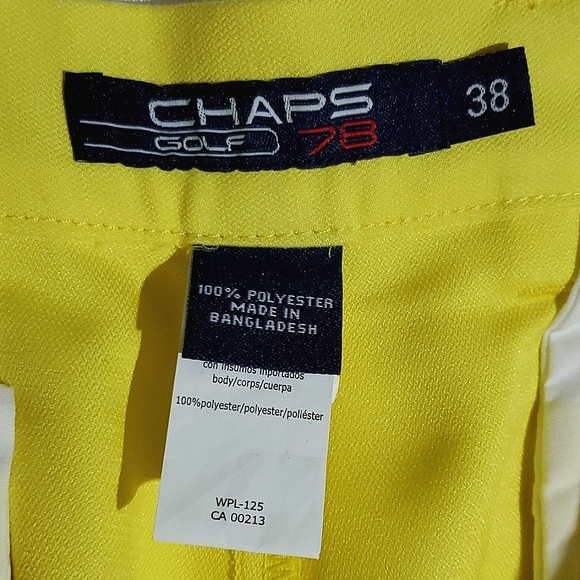 CHAPS
GOLF 78
38
100% POLYESTER
MADE IN
BANGLADESH
con insumos importados
body/corps/cuerpa
100%polyester/polyester/poliéster
WPL-125
CA 00213